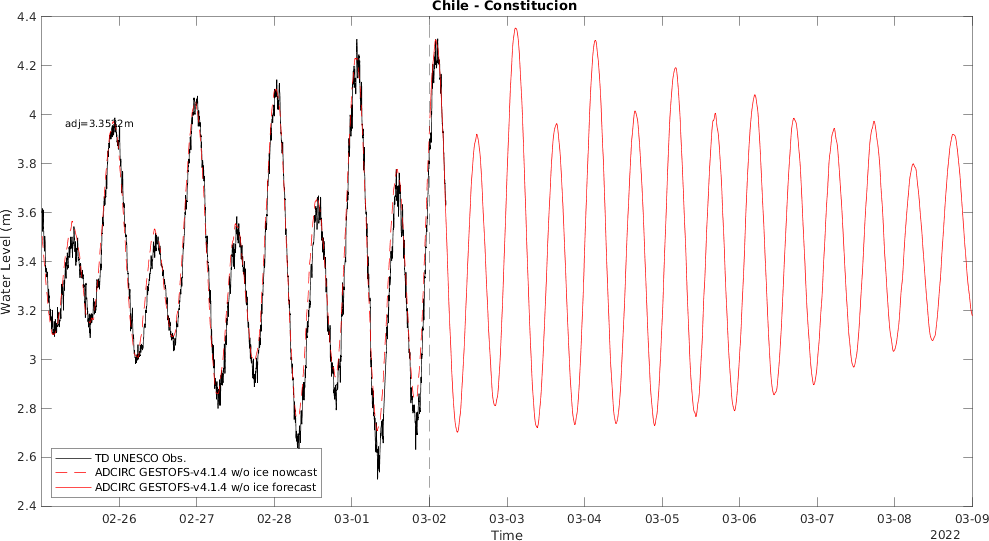 Chile - Constitucion
4.4
4.2
4
3.8
3.6
3.4
3.2
3
2.8
2.6
2.4
Water Level (m)
adj=3.3522m
TD UNESCO Obs.
ADCIRC GESTOFS-v4.1.4 w/o ice nowcast
ADCIRC GESTOFS-v4.1.4 w/o ice forecast
02-26 02-27 02-28 03-01 03-02 03-03 03-04 03-05 03-06 03-07 03-08 03-09
Time
2022